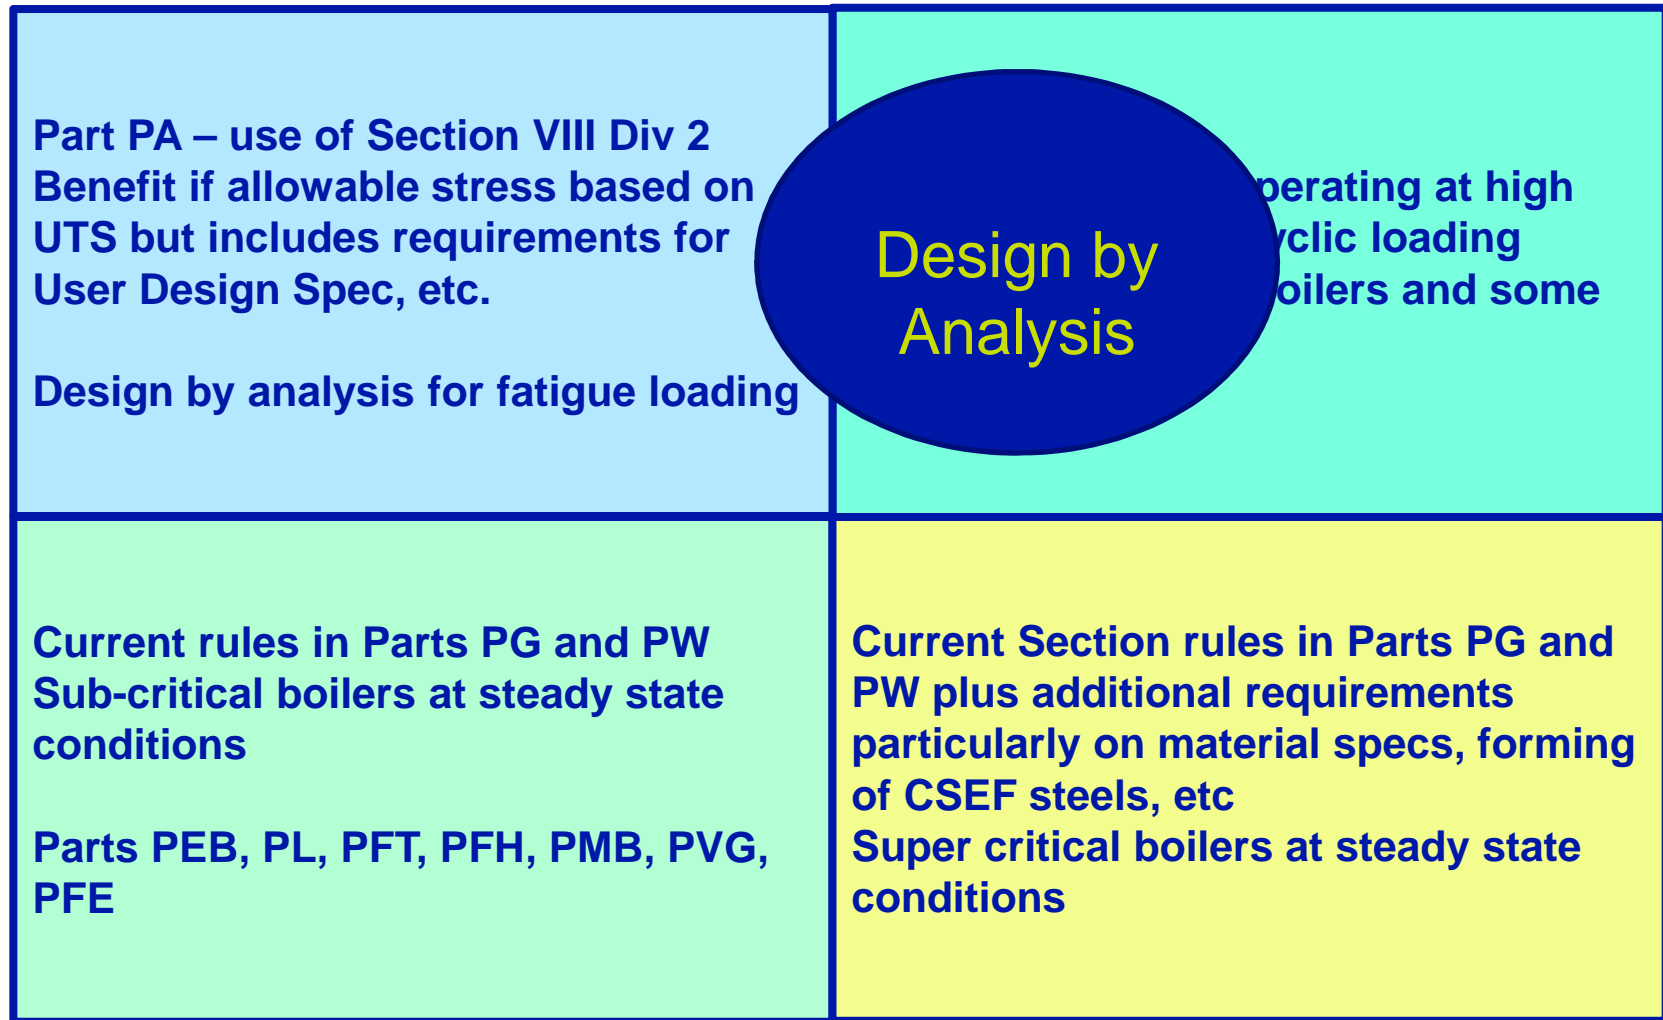 Part PA – use of Section VIII Div 2
Benefit if allowable stress based on
UTS but includes requirements for
User Design Spec, etc.
Design by analysis for fatigue loading
Design by
Analysis
operating at high
cyclic loading
boilers and some
Current rules in Parts PG and PW
Sub-critical boilers at steady state
conditions
Parts PEB, PL, PFT, PFH, PMB, PVG,
PFE
Current Section rules in Parts PG and
PW plus additional requirements
particularly on material specs, forming
of CSEF steels, etc
Super critical boilers at steady state
conditions